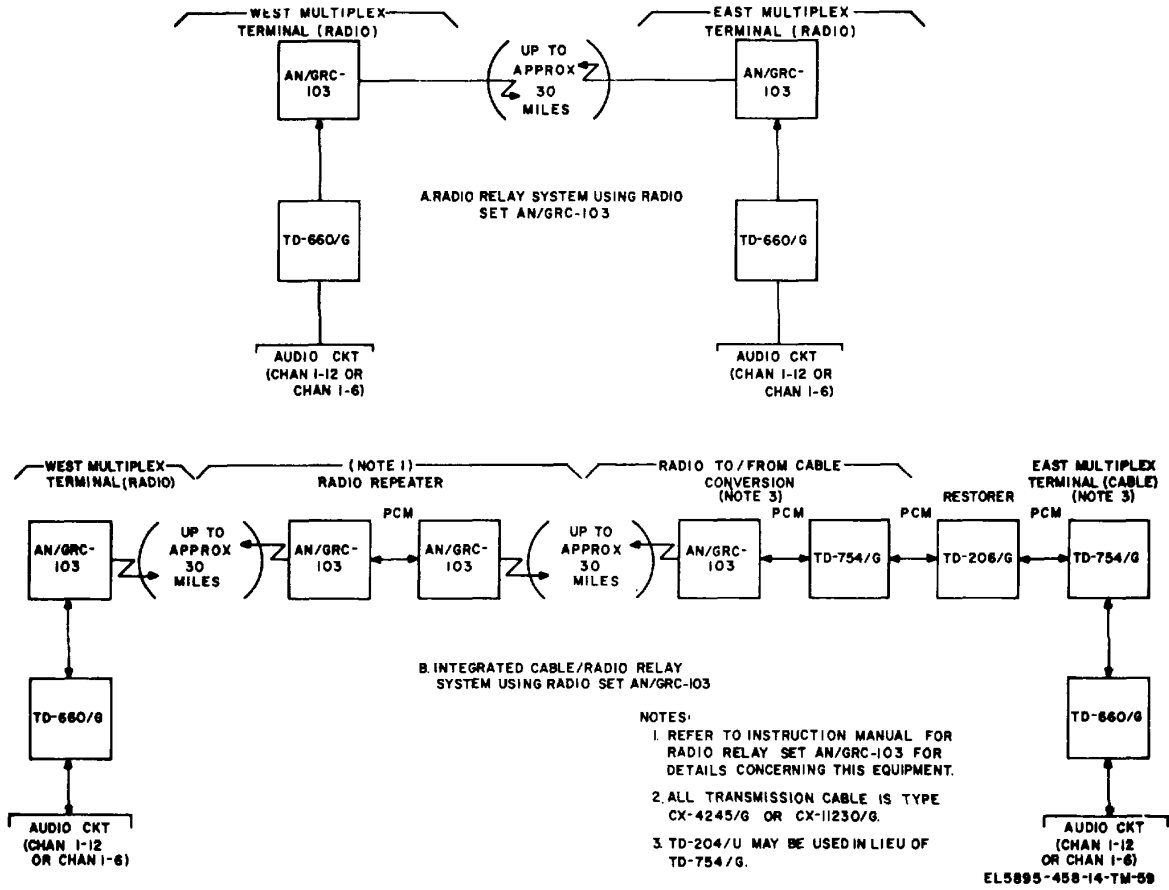 WEST MULTIPLEX
TERMINAL (RADIO)
EAST MULTIPLEX
TERMINAL (RADIO)
AN/GRC-
103
UP TO
APPROX
30
MILES
AN/GRC-
103
TD-660/G
TD-660/G
A. RADIO RELAY SYSTEM USING RADIO
SET AN/GRC-103
AUDIO CKT
(CHAN 1-12 OR
CHAN 1-6)
AUDIO CKT
(CHAN 1-12 OR
CHAN 1-6)
WEST MULTIPLEX
TERMINAL (RADIO)
(NOTE 1)
RADIO REPEATER
RADIO TO/FROM CABLE
CONVERSION
(NOTE 3)
RESTORER
EAST MULTIPLEX
TERMINAL (CABLE)
(NOTE 3)
PCM
PCM
PCM
PCM
AN/GRC-
103
UP TO
APPROX
30
MILES
AN/GRC-
103
AN/GRC-
103
UP TO
APPROX
30
MILES
AN/GRC-
103
TD-754/G
TD-206/G
TD-754/G
TD-660/G
TD-660/G
B. INTEGRATED CABLE/RADIO RELAY
SYSTEM USING RADIO SET AN/GRC-103
NOTES:
1. REFER TO INSTRUCTION MANUAL FOR
RADIO RELAY SET AN/GRC-103 FOR
DETAILS CONCERNING THIS EQUIPMENT.
2. ALL TRANSMISSION CABLE IS TYPE
CX-4245/G OR CX-11230/G.
3. TD-204/U MAY BE USED IN LIEU OF
TD-754/G.
AUDIO CKT
(CHAN 1-12
OR CHAN 1-6)
AUDIO CKT
(CHAN 1-12
OR CHAN 1-6)
EL5895-458-14-TM-59